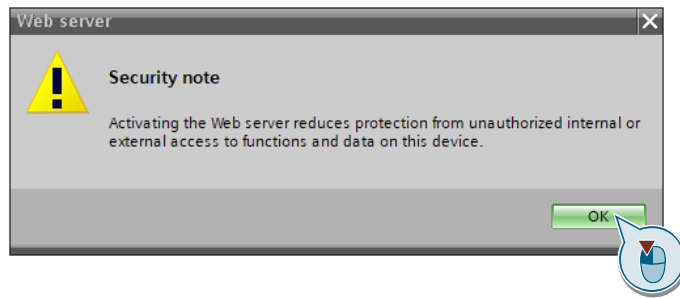 Web server
Security note
Activating the Web server reduces protection from unauthorized internal or
external access to functions and data on this device.
OK